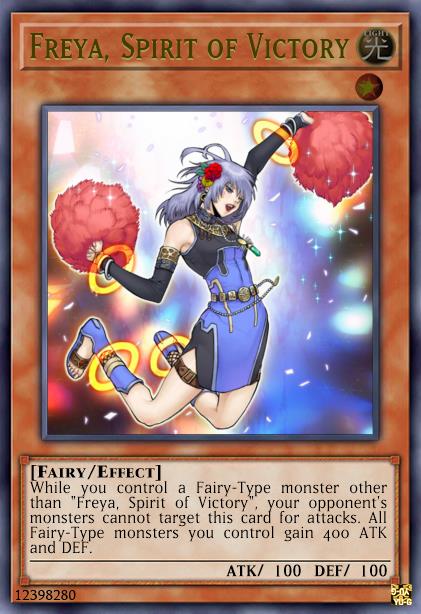 Freya, Spirit of Victory
LIGHT
光
[Fairy/Effect]
While you control a Fairy-Type monster other
than "Freya, Spirit of Victory", your opponent's
monsters cannot target this card for attacks. All
Fairy-Type monsters you control gain 400 ATK
and DEF.
ATK/ 100 DEF/ 100
12398280